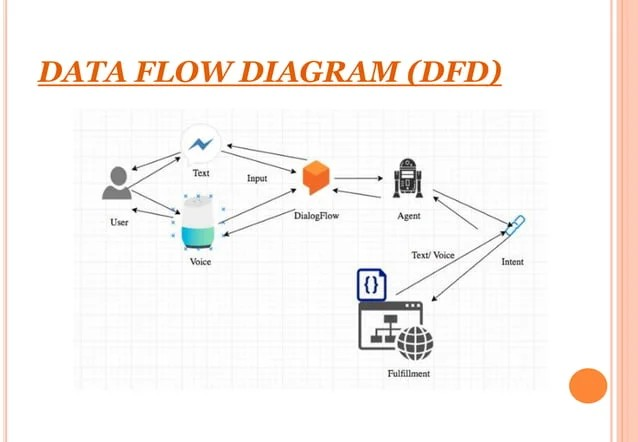 DATA FLOW DIAGRAM (DFD)
Text
Input
User
DialogFlow
Agent
Voice
Text/ Voice
Intent
{}
Fulfillment